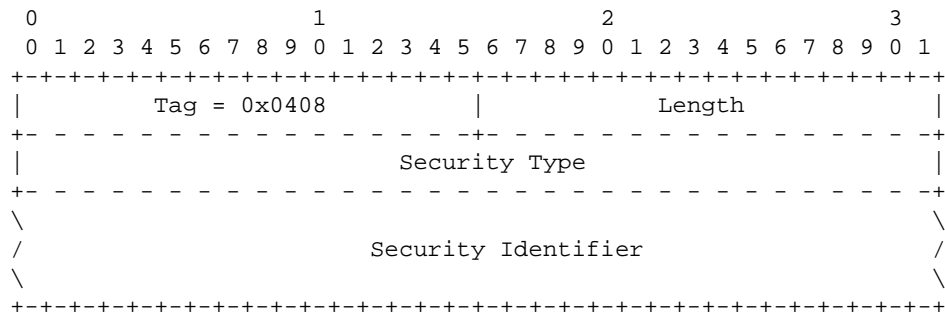 0                   1                   2                   3
 0 1 2 3 4 5 6 7 8 9 0 1 2 3 4 5 6 7 8 9 0 1 2 3 4 5 6 7 8 9 0 1
+-+-+-+-+-+-+-+-+-+-+-+-+-+-+-+-+-+-+-+-+-+-+-+-+-+-+-+-+-+-+-+-+
|         Tag = 0x0408          |            Length             |
+- - - - - - - - - - - - - - - -+- - - - - - - - - - - - - - - -+
|                         Security Type                         |
+- - - - - - - - - - - - - - - - - - - - - - - - - - - - - - - -+
\                                                               \
/                       Security Identifier                     /
\                                                               \
+-+-+-+-+-+-+-+-+-+-+-+-+-+-+-+-+-+-+-+-+-+-+-+-+-+-+-+-+-+-+-+-+